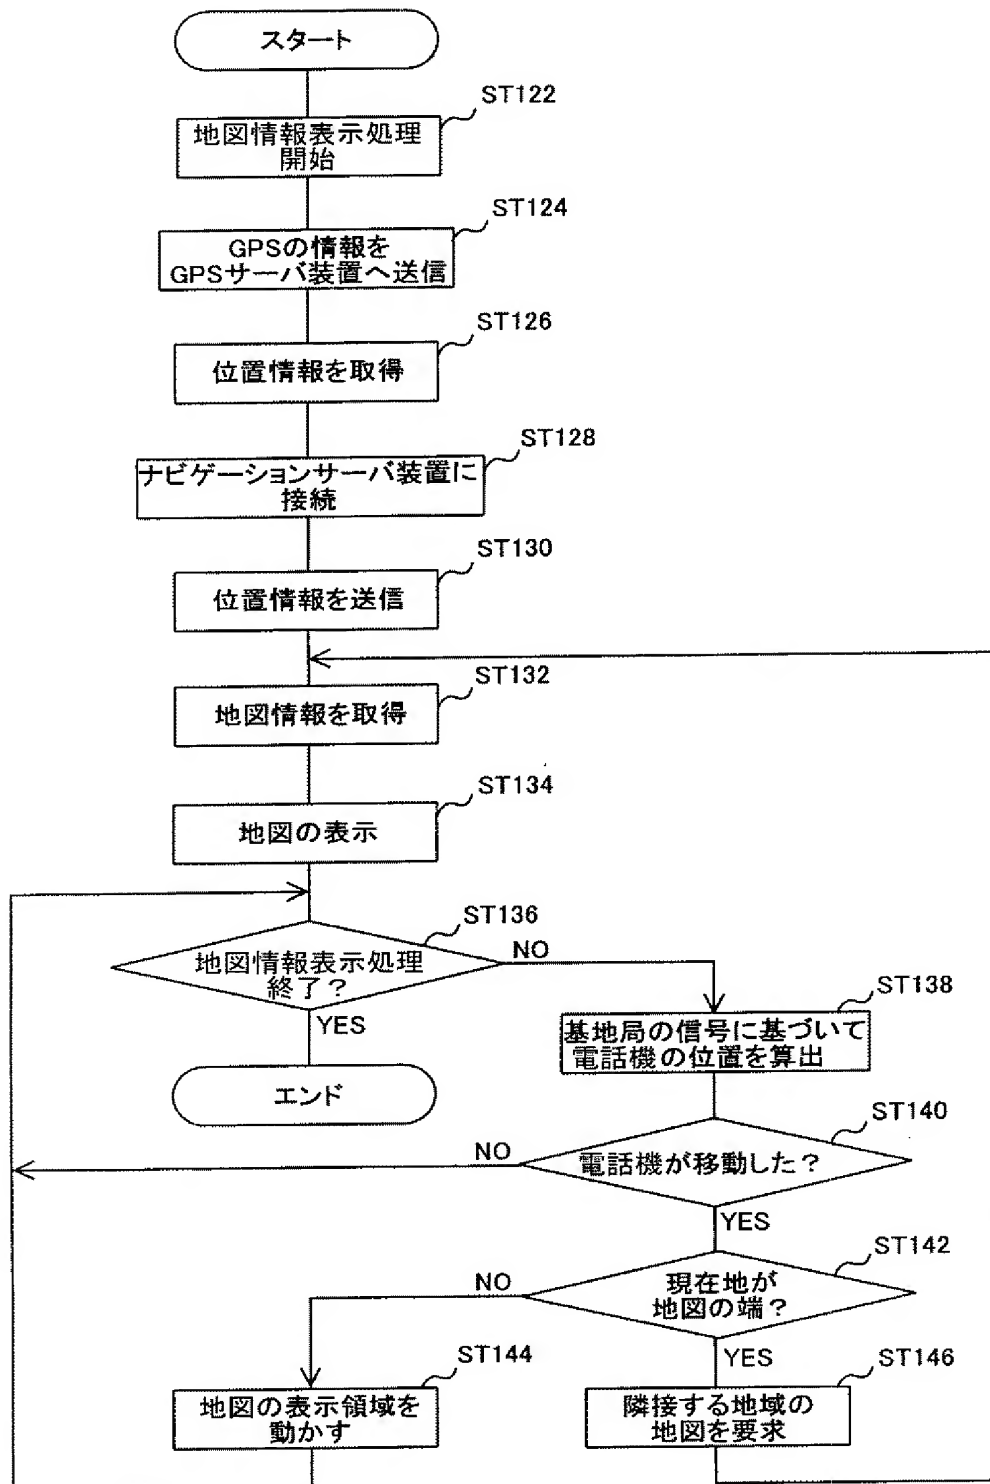 スタート
ST122
地図情報表示処理
開始
ST124
GPSの情報を
GPSサーバ装置へ送信
ST126
位置情報を取得
ST128
ナビゲーションサーバ装置に
接続
ST130
位置情報を送信
ST132
地図情報を取得
ST134
地図の表示
ST136
地図情報表示処理
終了?
NO
YES
エンド
ST138
基地局の信号に基づいて
電話機の位置を算出
ST140
電話機が移動した?
NO
YES
ST142
現在地が
地図の端?
NO
YES
ST144
地図の表示領域を
動かす
ST146
隣接する地域の
地図を要求